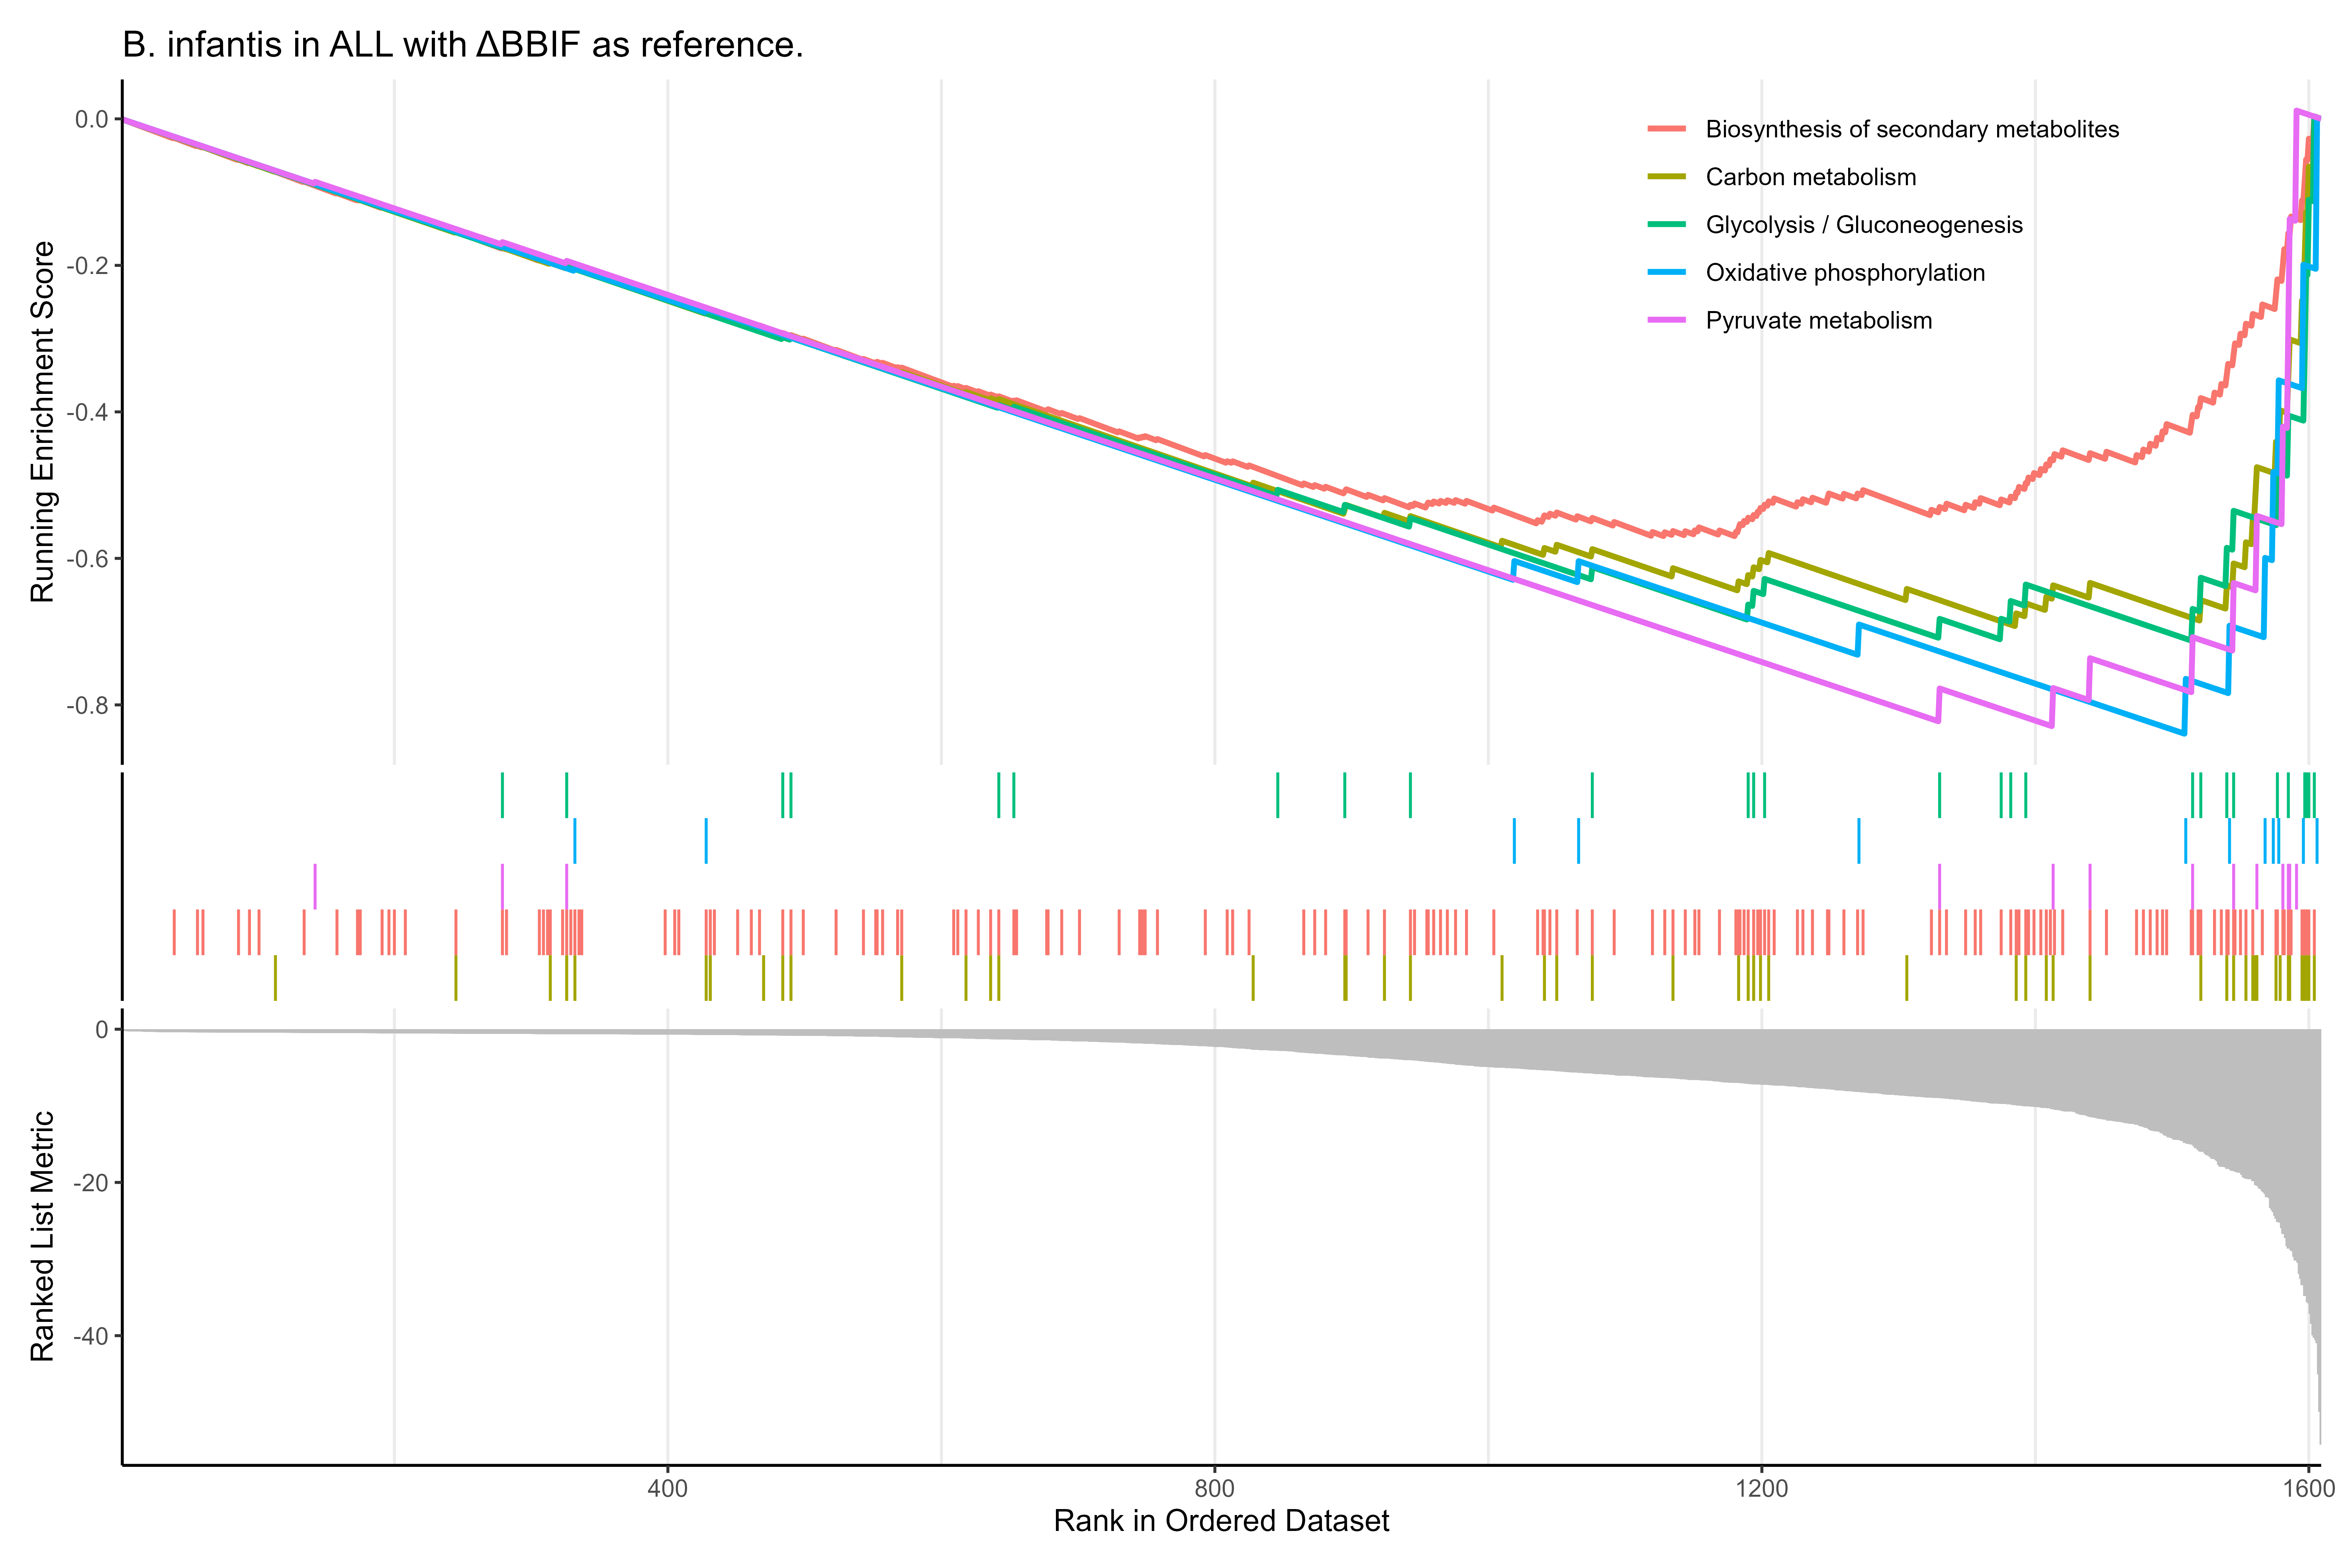 B. infantis in ALL with ΔBBIF as reference.
Running Enrichment Score
0.0
-0.2
-0.4
-0.6
-0.8
Biosynthesis of secondary metabolites
Carbon metabolism
Glycolysis / Gluconeogenesis
Oxidative phosphorylation
Pyruvate metabolism
Ranked List Metric
0
-20
-40
400 800 1200 1600
Rank in Ordered Dataset